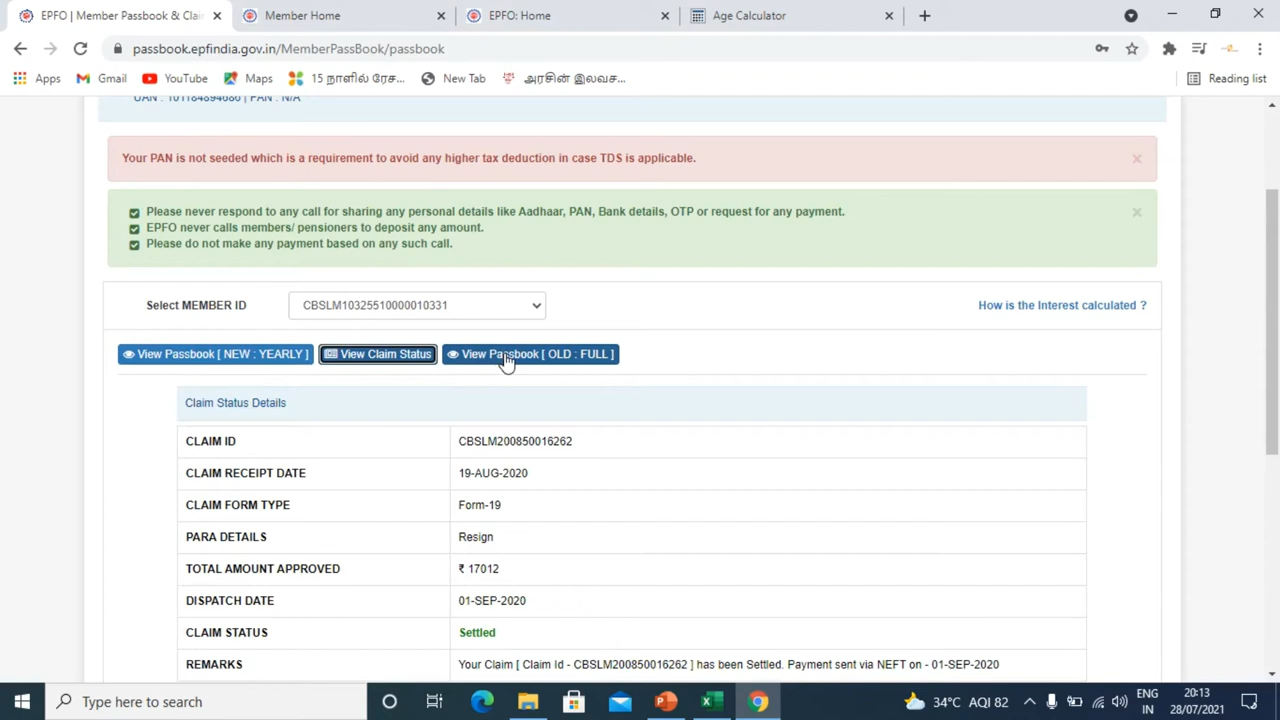 EPFO | Member Passbook & Clai
Member Home
EPFO: Home
Age Calculator
passbook.epfindia.gov.in/MemberPassBook/passbook
Apps
Gmail
YouTube
Maps
15 நாளில் ரேச...
New Tab
அரசின் இலவச...
Reading list
UAN : 101184894686 | PAN : N/A
Your PAN is not seeded which is a requirement to avoid any higher tax deduction in case TDS is applicable.
Please never respond to any call for sharing any personal details like Aadhaar, PAN, Bank details, OTP or request for any payment.
EPFO never calls members/ pensioners to deposit any amount.
Please do not make any payment based on any such call.
Select MEMBER ID
CBSLM10325510000010331
How is the Interest calculated ?
View Passbook [ NEW : YEARLY ]
View Claim Status
View Passbook [ OLD : FULL ]
Claim Status Details
CLAIM ID CBSLM200850016262
CLAIM RECEIPT DATE 19-AUG-2020
CLAIM FORM TYPE Form-19
PARA DETAILS Resign
TOTAL AMOUNT APPROVED ₹ 17012
DISPATCH DATE 01-SEP-2020
CLAIM STATUS Settled
REMARKS Your Claim [ Claim Id - CBSLM200850016262 ] has been Settled. Payment sent via NEFT on - 01-SEP-2020
Type here to search
34°C AQI 82
ENG
IN
20:13
28/07/2021